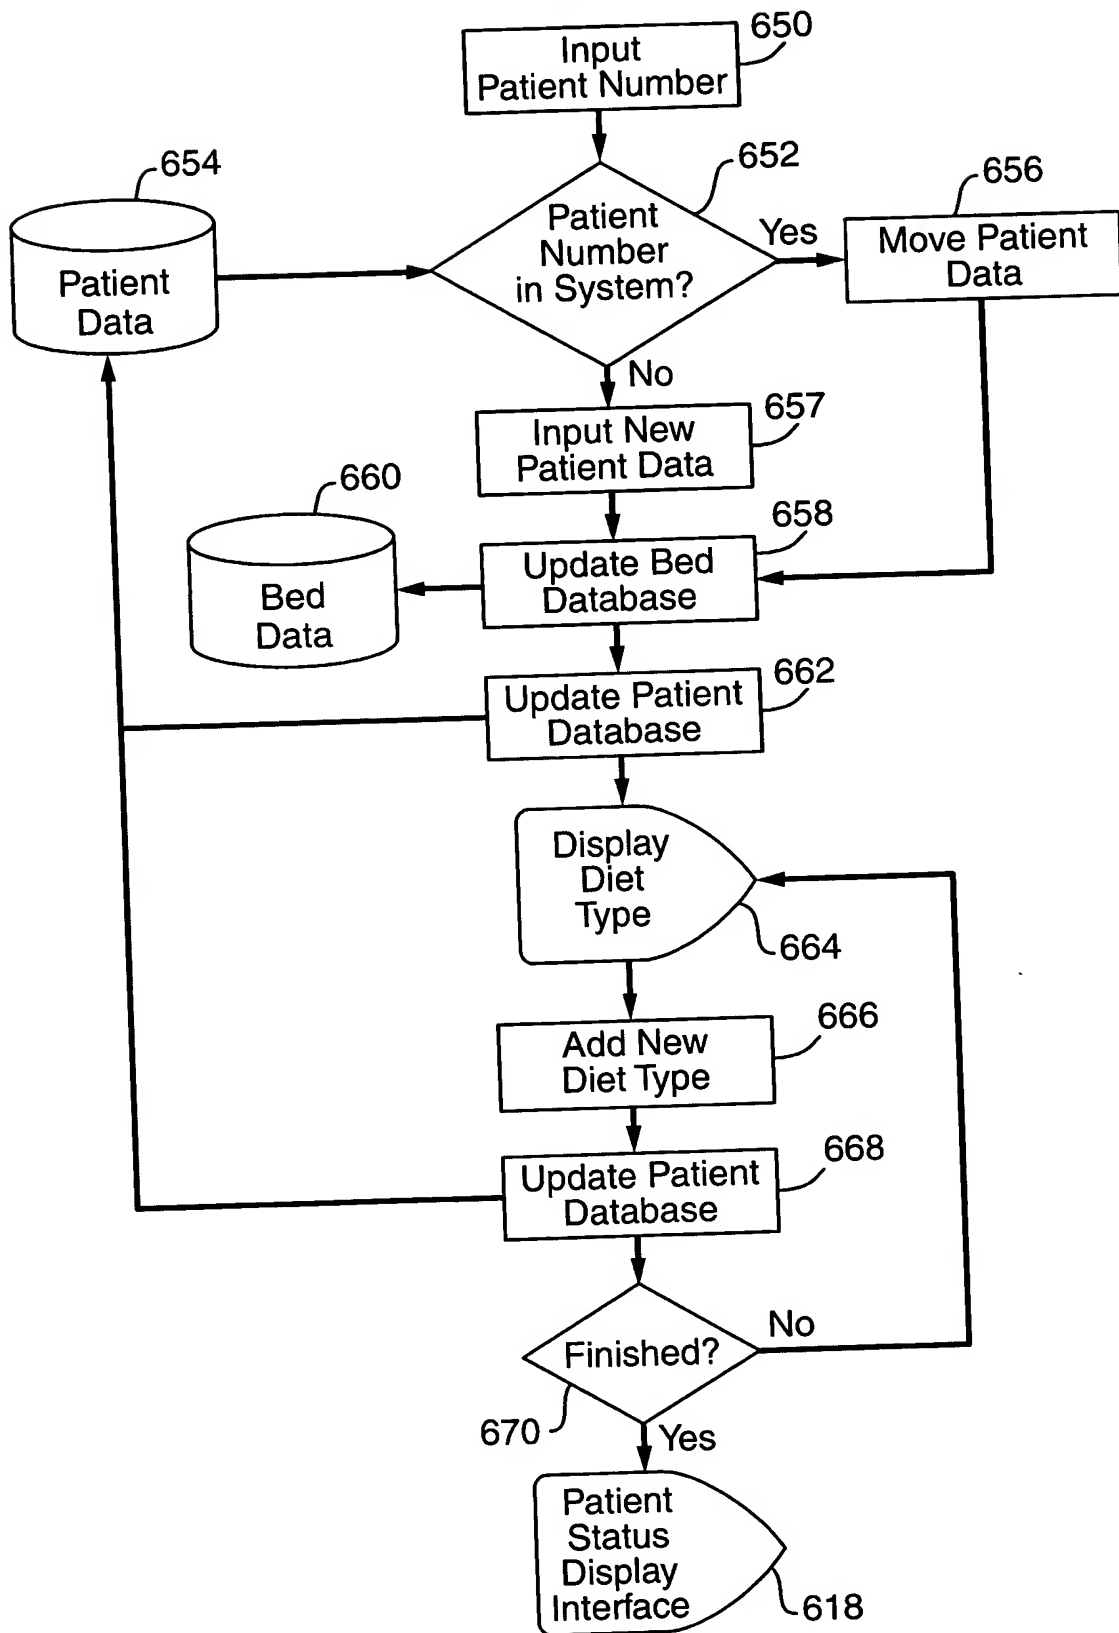 650
Input
Patient Number
654
652
656
Patient
Number
in System?
Yes
Move Patient
Data
Patient
Data
No
657
Input New
Patient Data
660
658
Update Bed
Database
Bed
Data
662
Update Patient
Database
Display
Diet
Type
664
666
Add New
Diet Type
668
Update Patient
Database
No
Finished?
670
Yes
Patient
Status
Display
Interface
618